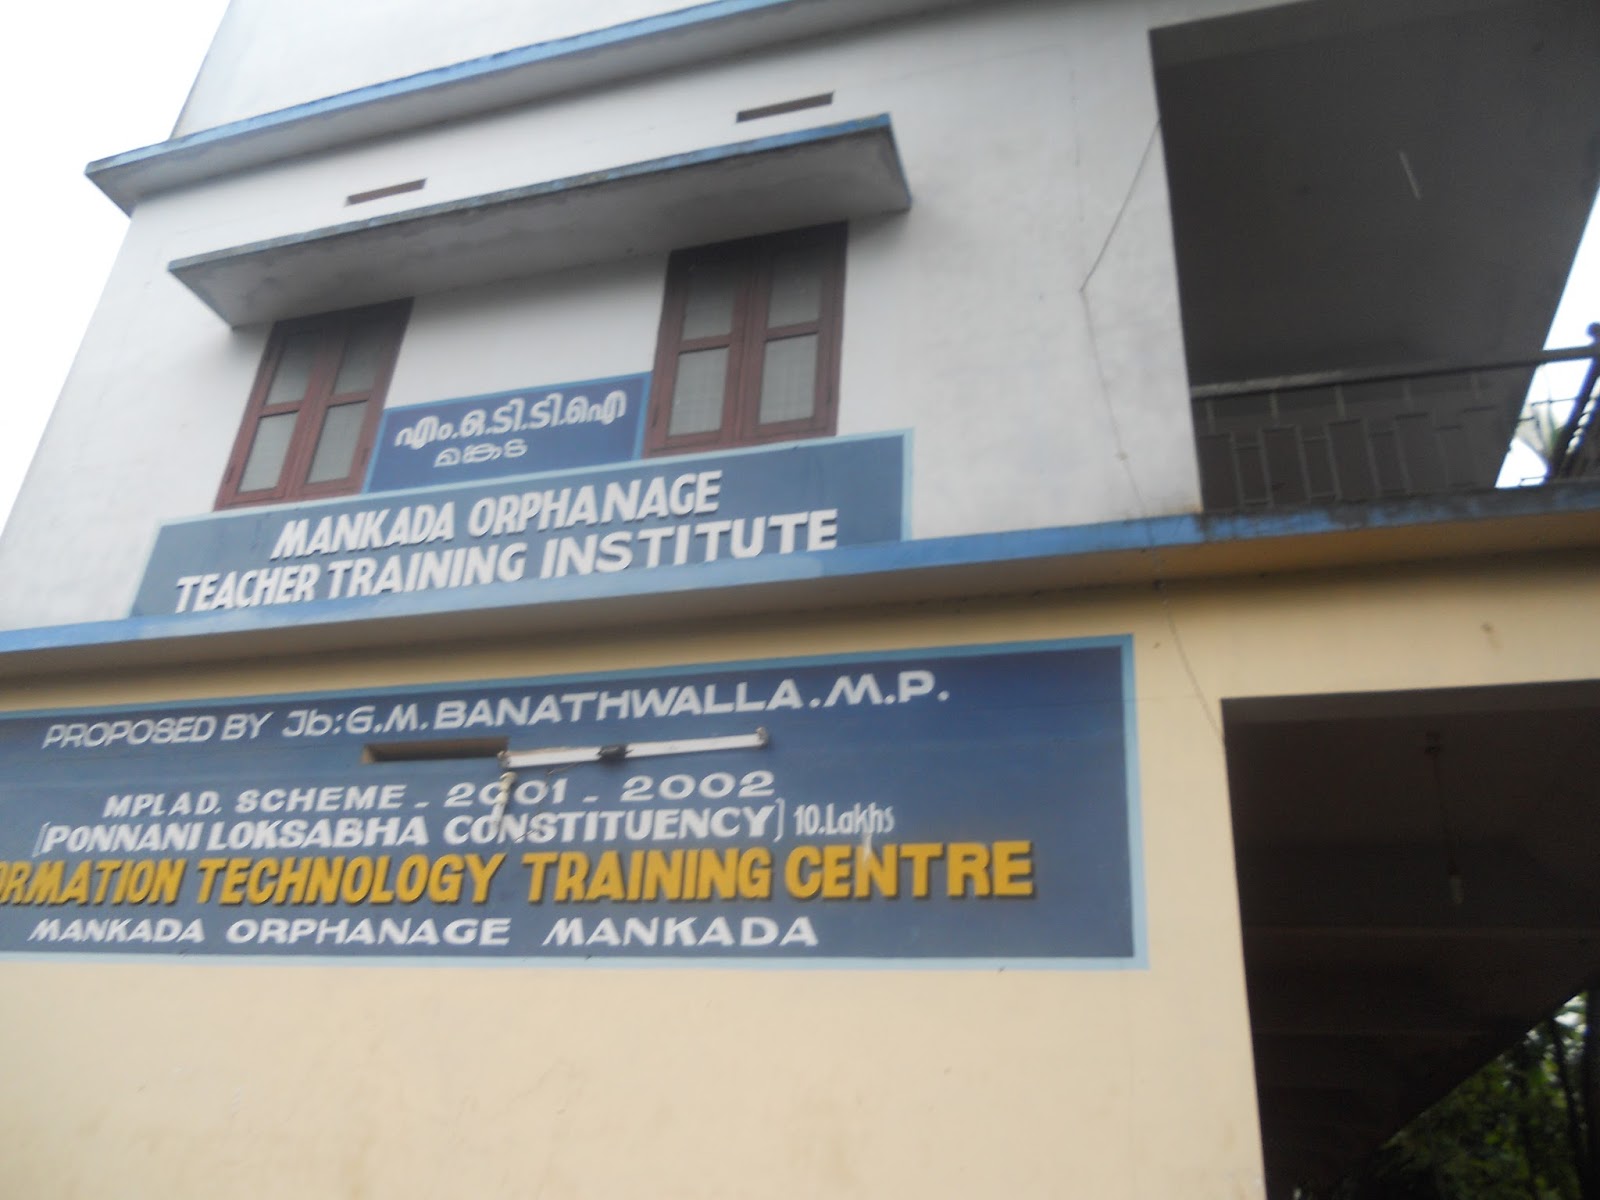 എം.ഒ.ടി.ടി.ഐ
മങ്കട
MANKADA ORPHANAGE
TEACHER TRAINING INSTITUTE
PROPOSED BY Jb:G.M.BANATHWALLA.M.P.
MPLAD. SCHEME - 2001 - 2002
[PONNANI LOKSABHA CONSTITUENCY] 10.Lakhs
ORMATION TECHNOLOGY TRAINING CENTRE
MANKADA ORPHANAGE MANKADA